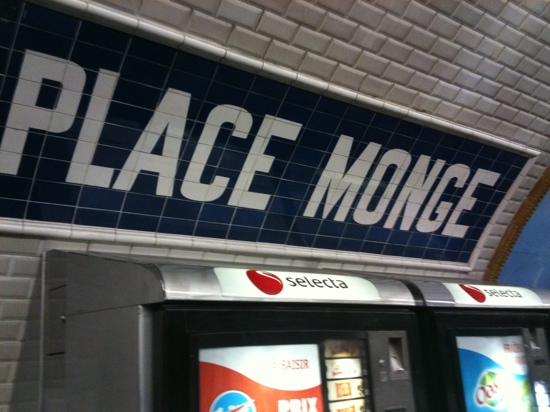 PLACE MONGE
selecta
selecta
SAISIR
PRIX